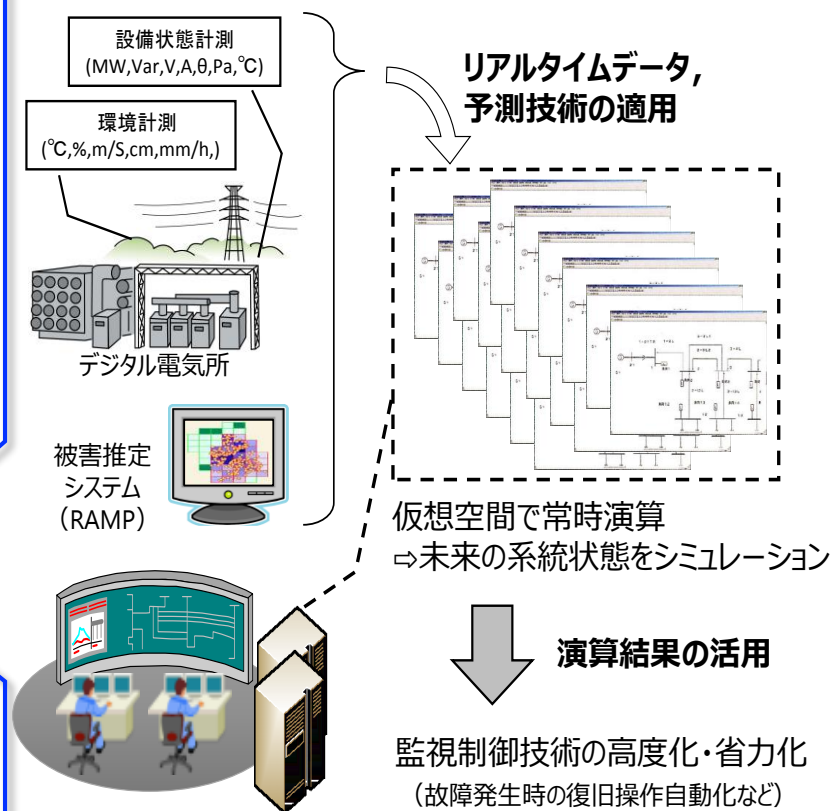 設備状態計測
(MW,Var,V,A,θ,Pa,℃)
環境計測
(℃,%,m/S,cm,mm/h,)
デジタル電気所
被害推定
システム
(RAMP)
リアルタイムデータ,
予測技術の適用
仮想空間で常時演算
⇨未来の系統状態をシミュレーション
演算結果の活用
監視制御技術の高度化・省力化
(故障発生時の復旧操作自動化など)